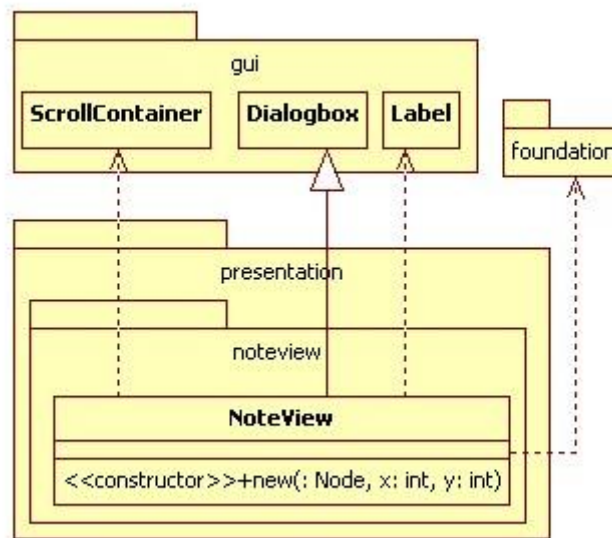 gui
ScrollContainer
Dialogbox
Label
foundation
presentation
noteview
NoteView
<<constructor>>+new(: Node, x: int, y: int)